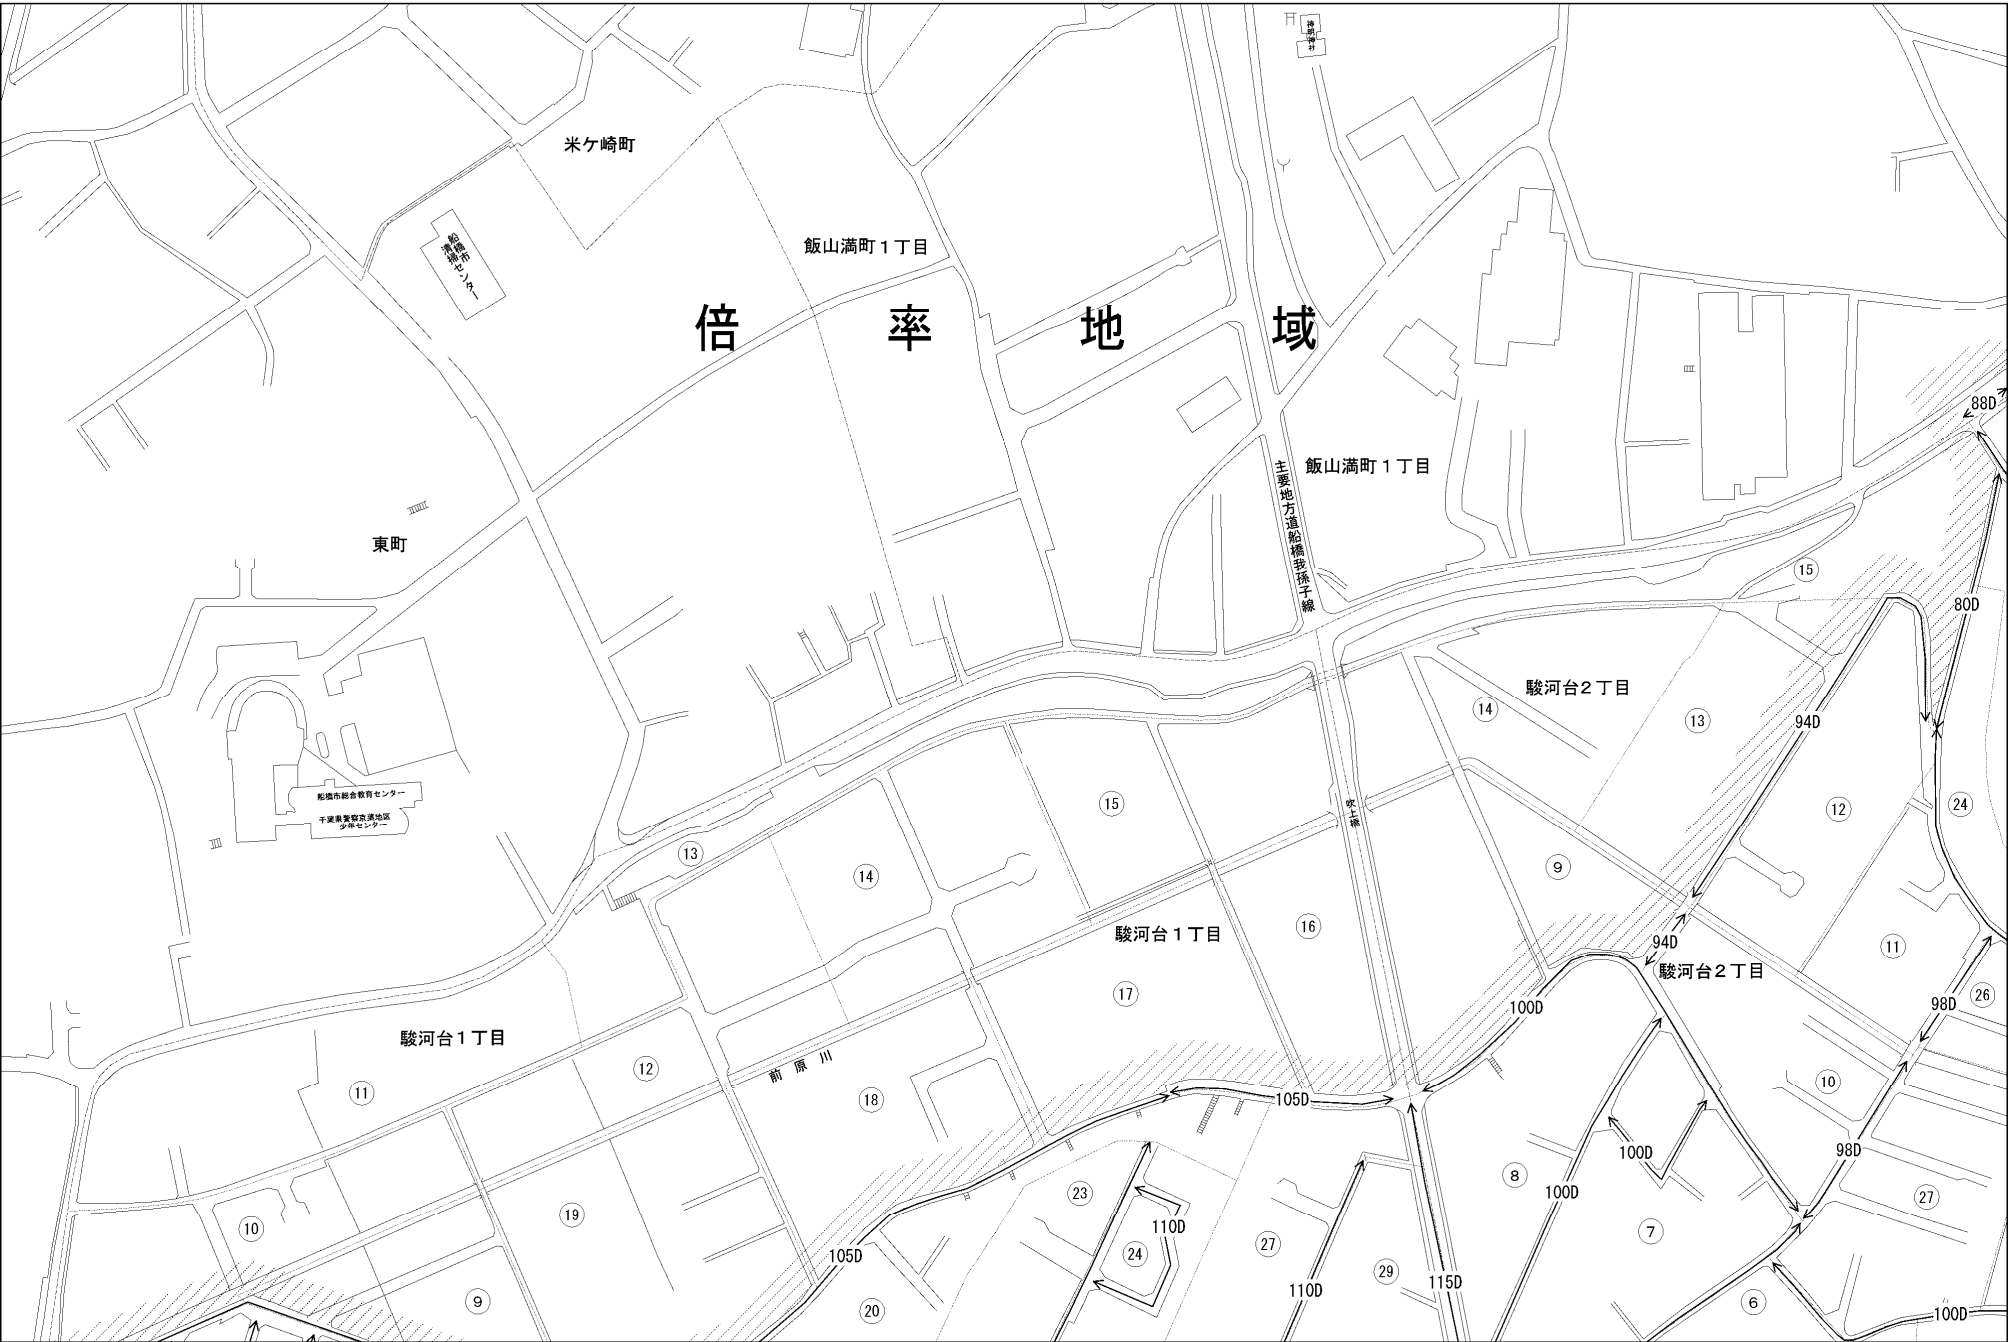 神明神社
米ケ崎町
船橋市
清掃センター
飯山満町1丁目
倍率地域
88D
飯山満町1丁目
主要地方道船橋我孫子線
東町
⑮
80D
駿河台2丁目
⑭
⑬
94D
船橋市総合教育センター
千葉県警察京葉地区
少年センター
⑮
吹上橋
⑫
㉔
⑬
⑭
⑨
駿河台1丁目
⑯
94D
駿河台2丁目
⑪
⑰
100D
98D
㉖
駿河台1丁目
⑫
前原川
⑪
⑱
105D
⑩
100D
98D
⑧
100D
㉓
110D
㉗
⑩
⑲
105D
㉔
㉗
⑦
110D
㉙
115D
⑨
⑳
⑥
100D